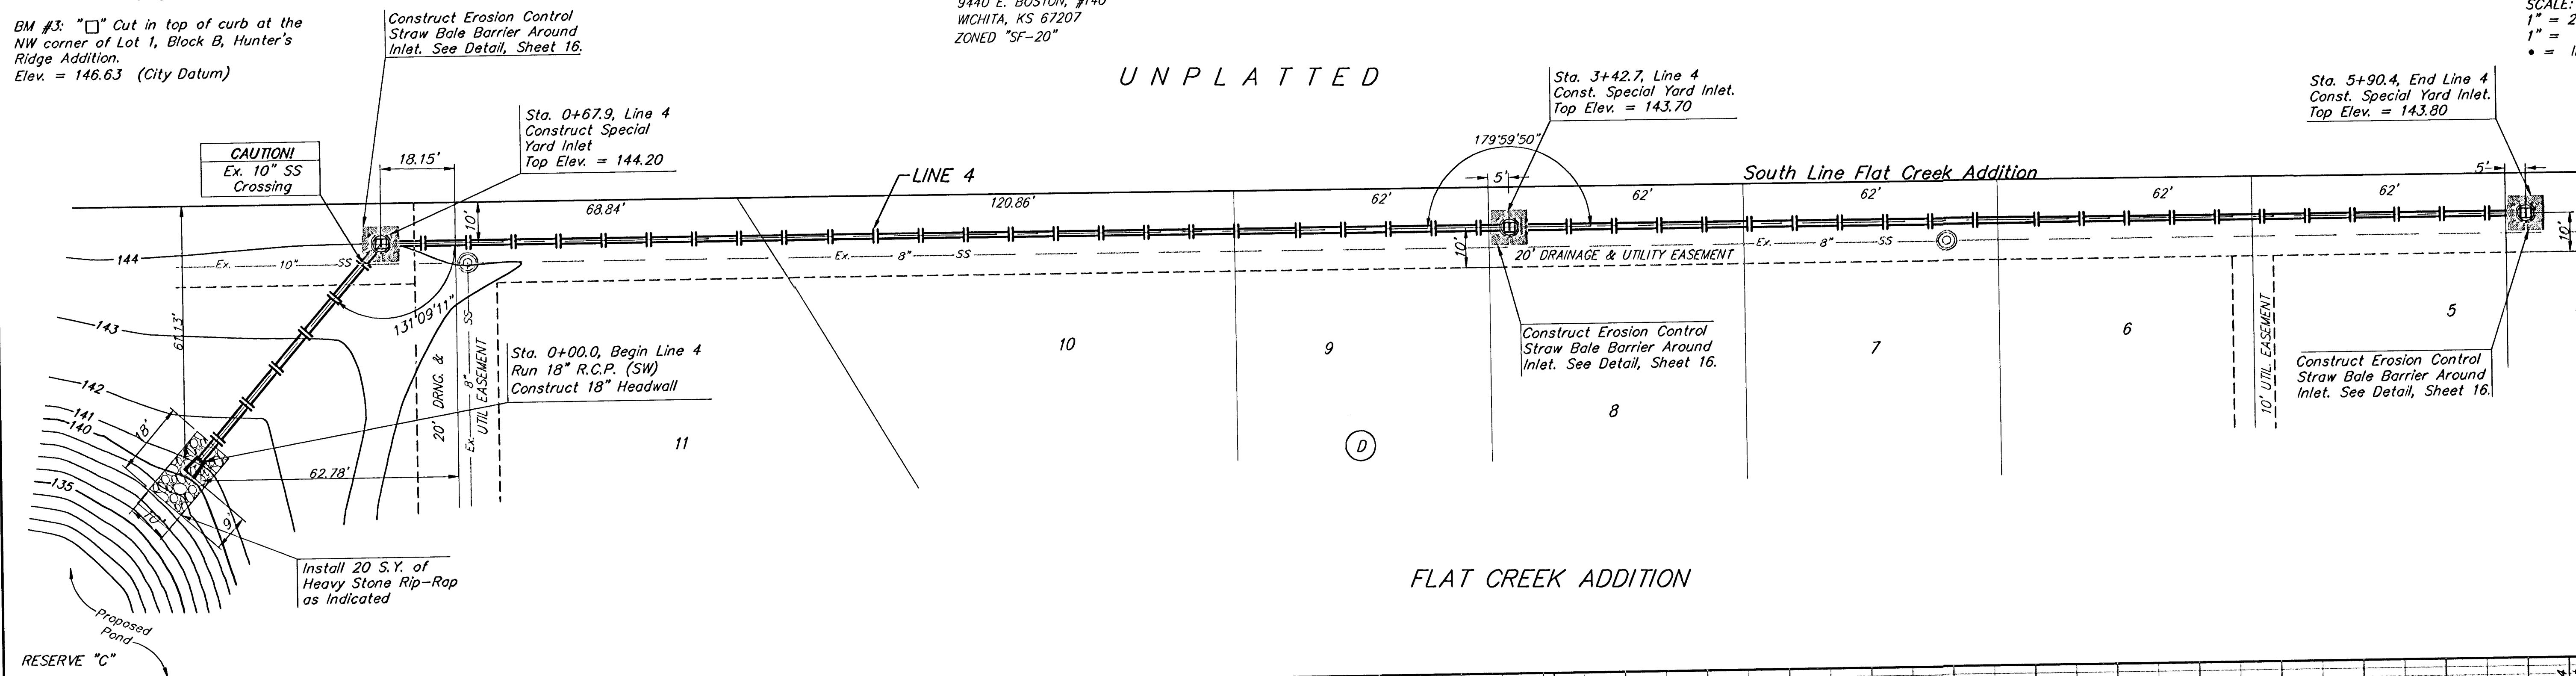 BM #3: "□" Cut in top of curb at the
NW corner of Lot 1, Block B, Hunter's
Ridge Addition.
Elev. = 146.63 (City Datum)
Construct Erosion Control
Straw Bale Barrier Around
Inlet. See Detail, Sheet 16.
9440 E. BOSTON, #140
WICHITA, KS 67207
ZONED "SF-20"
UNPLATTED
SCALE:
1" = 2
1" =
• =
Sta. 0+67.9, Line 4
Construct Special
Yard Inlet
Top Elev. = 144.20
Sta. 3+42.7, Line 4
Const. Special Yard Inlet.
Top Elev. = 143.70
Sta. 5+90.4, End Line 4
Const. Special Yard Inlet.
Top Elev. = 143.80
CAUTION!
Ex. 10" SS
Crossing
18.15'
LINE 4
179°59'50"
5'
South Line Flat Creek Addition
5'
68.84'
10'
120.86'
62'
62'
62'
62'
62'
144
Ex. 10" SS
Ex. 8" SS
10'
20' DRAINAGE & UTILITY EASEMENT
Ex. 8" SS
10'
143
61.13'
131°09'11"
142
141
140
135
18'
10'
9'
62.78'
20' DRNG. &
UTIL EASEMENT
Ex. 8" SS
Sta. 0+00.0, Begin Line 4
Run 18" R.C.P. (SW)
Construct 18" Headwall
11
10
9
8
7
6
5
D
Construct Erosion Control
Straw Bale Barrier Around
Inlet. See Detail, Sheet 16.
10' UTIL EASEMENT
Construct Erosion Control
Straw Bale Barrier Around
Inlet. See Detail, Sheet 16.
Install 20 S.Y. of
Heavy Stone Rip-Rap
as Indicated
FLAT CREEK ADDITION
Proposed
Pond
RESERVE "C"